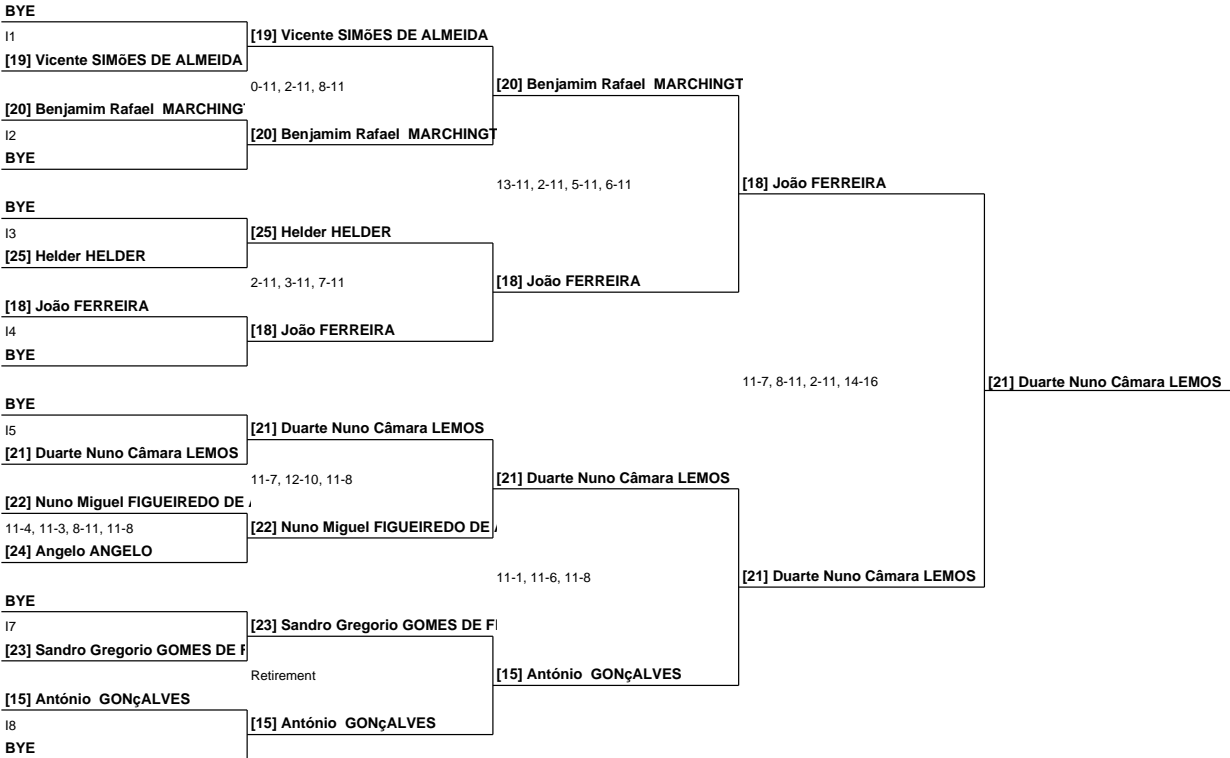 BYE
I1
[19] Vicente SIMõES DE ALMEIDA
[19] Vicente SIMõES DE ALMEIDA
0-11, 2-11, 8-11
[20] Benjamim Rafael  MARCHINGT
[20] Benjamim Rafael  MARCHING
I2
[20] Benjamim Rafael  MARCHINGT
BYE
13-11, 2-11, 5-11, 6-11
[18] João FERREIRA
BYE
I3
[25] Helder HELDER
[25] Helder HELDER
2-11, 3-11, 7-11
[18] João FERREIRA
[18] João FERREIRA
I4
[18] João FERREIRA
BYE
11-7, 8-11, 2-11, 14-16
[21] Duarte Nuno Câmara LEMOS
BYE
I5
[21] Duarte Nuno Câmara LEMOS
[21] Duarte Nuno Câmara LEMOS
11-7, 12-10, 11-8
[21] Duarte Nuno Câmara LEMOS
[22] Nuno Miguel FIGUEIREDO DE
11-4, 11-3, 8-11, 11-8
[22] Nuno Miguel FIGUEIREDO DE
[24] Angelo ANGELO
11-1, 11-6, 11-8
[21] Duarte Nuno Câmara LEMOS
BYE
I7
[23] Sandro Gregorio GOMES DE
[23] Sandro Gregorio GOMES DE
Retirement
[15] António  GONçALVES
[15] António  GONçALVES
I8
[15] António  GONçALVES
BYE